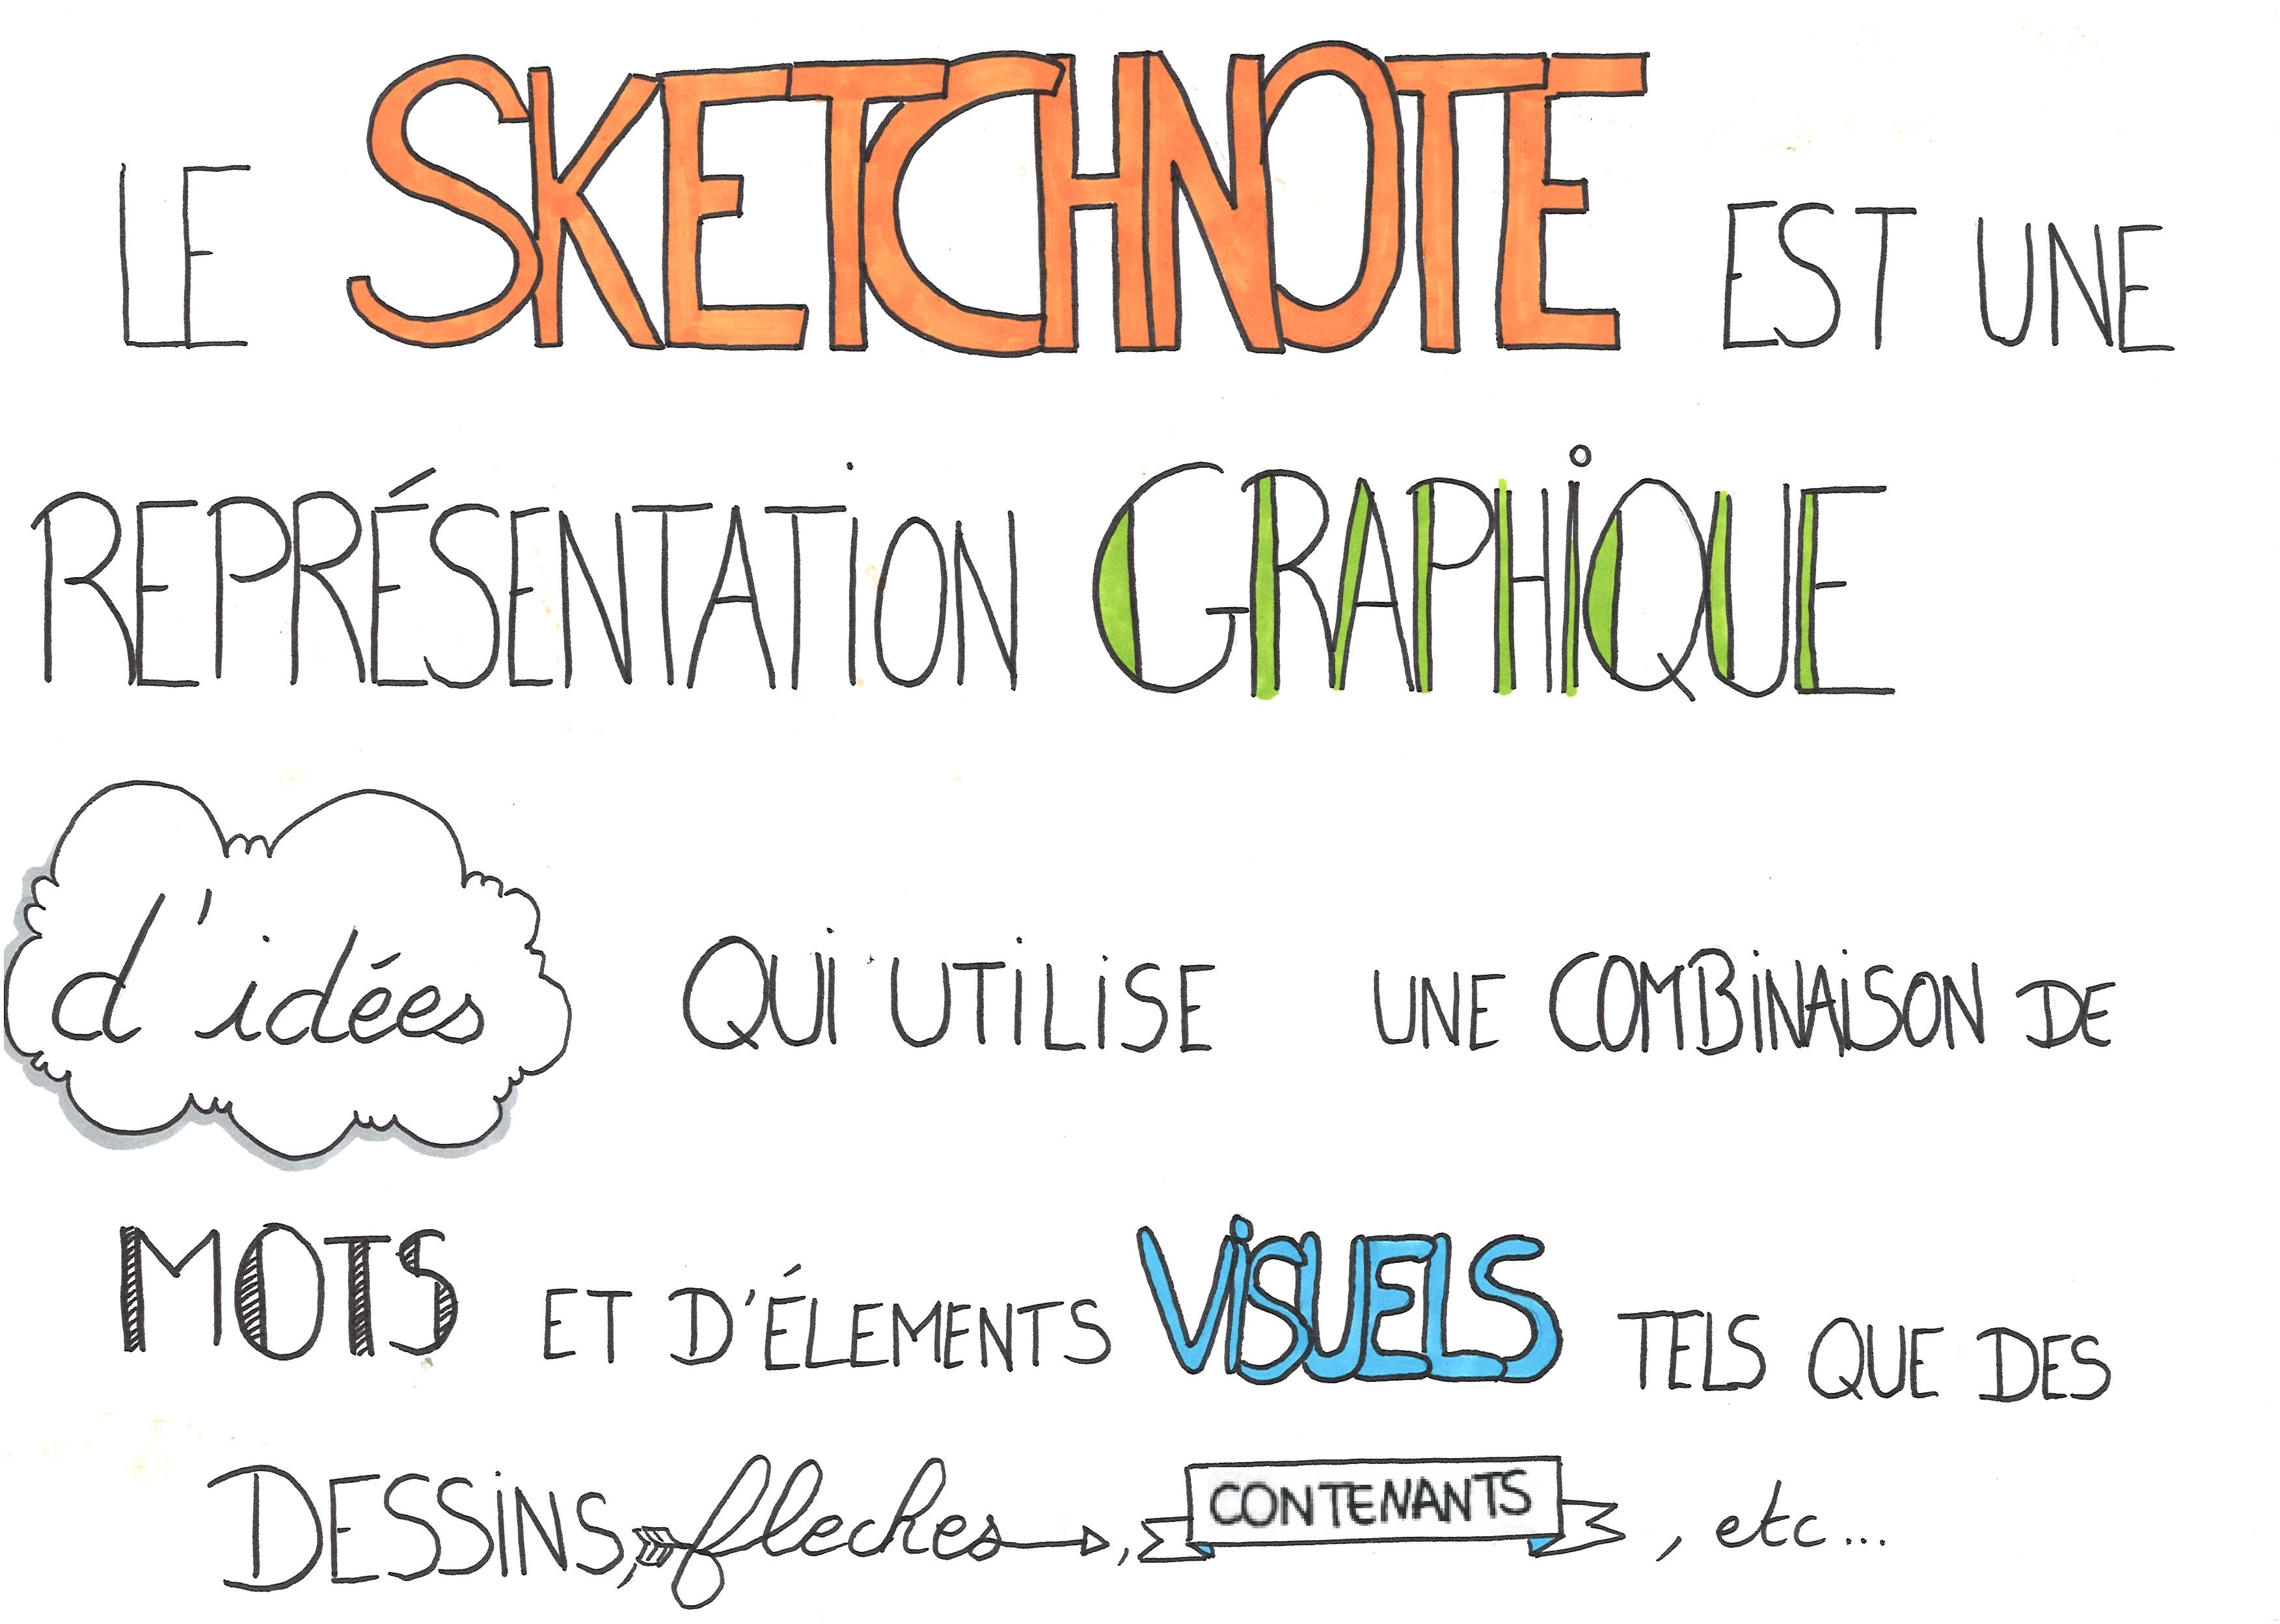 LE SKETCHNOTE EST UNE
REPRÉSENTATION GRAPHIQUE
d'idées QUI UTILISE UNE COMBINAISON DE
MOTS ET D'ÉLEMENTS VISUELS TELS QUE DES
DESSINS, fleches, CONTENANTS, etc...